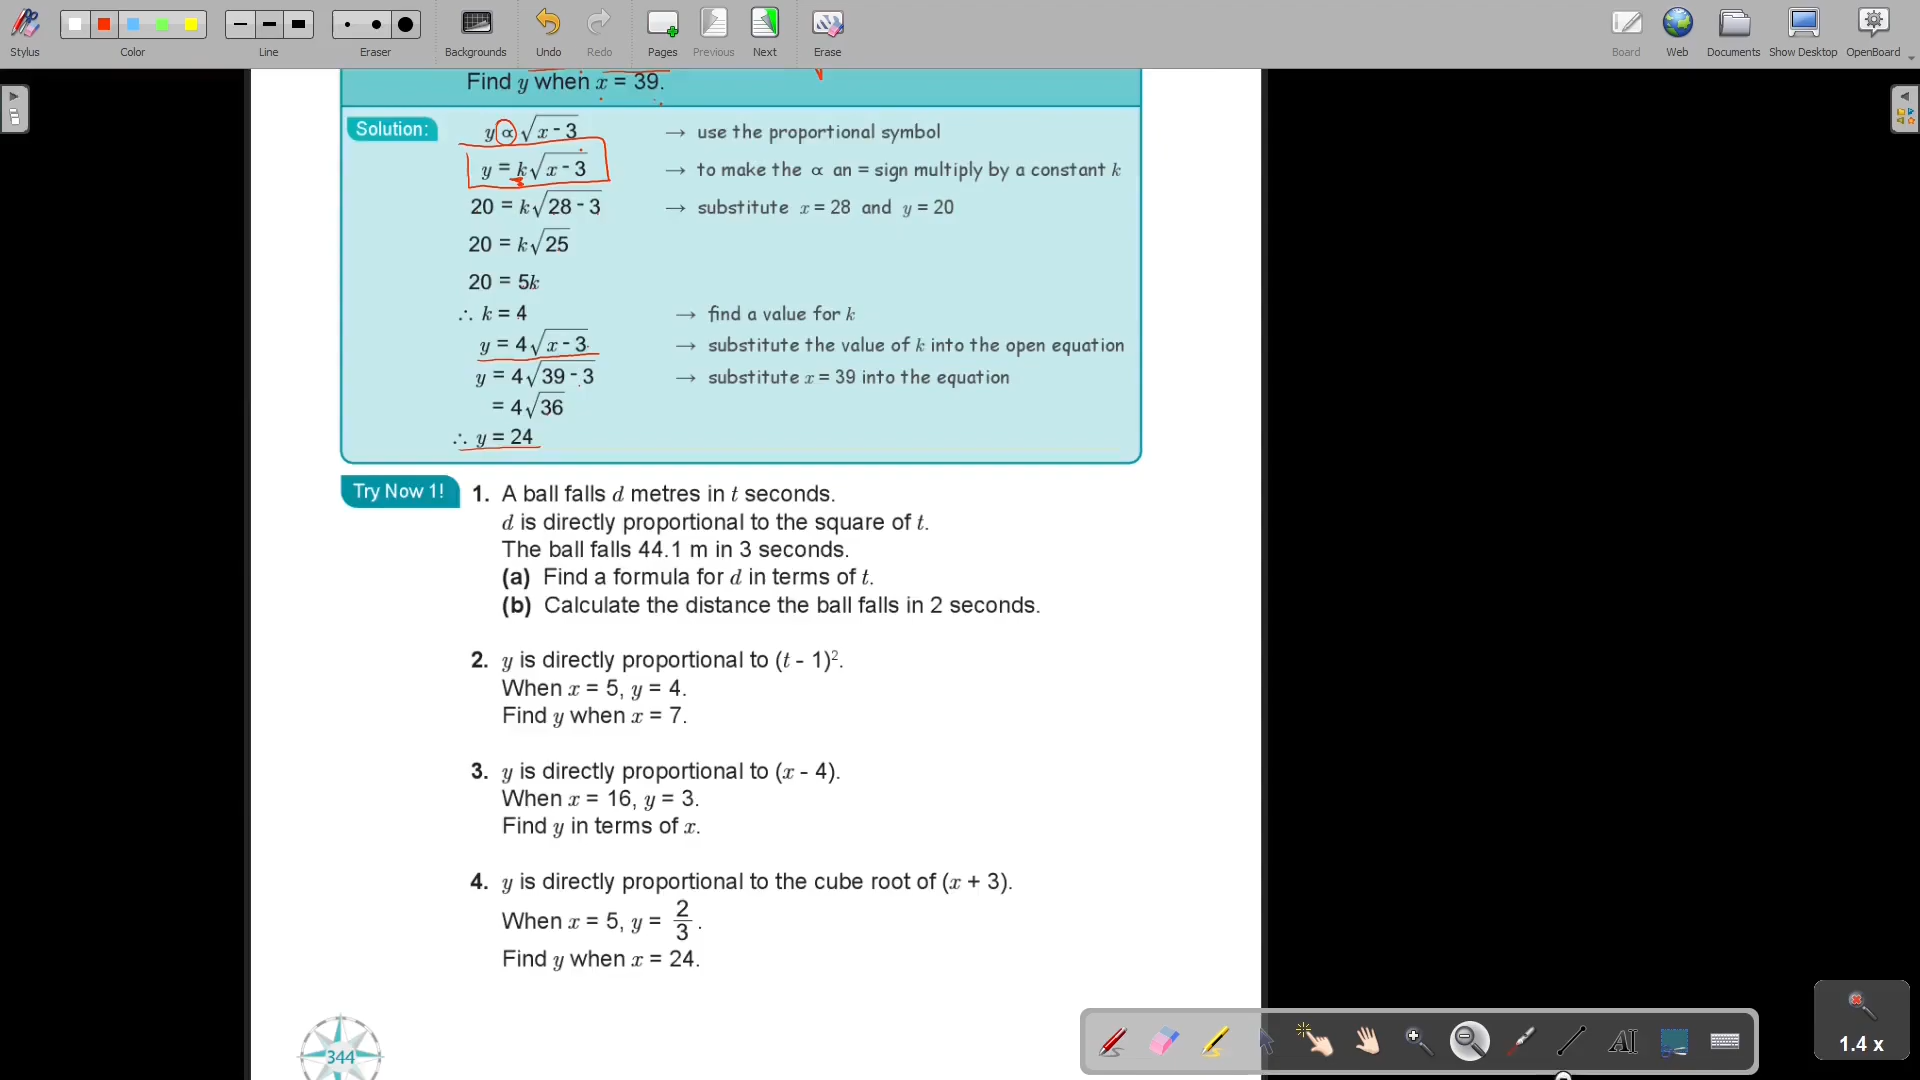 Stylus
Color
Line
Eraser
Backgrounds
Undo
Redo
Pages
Previous
Next
Erase
Board
Web
Documents
Show Desktop
OpenBoard
Find y when x = 39.
Solution:
y ∝ √(x - 3) → use the proportional symbol
y = k√(x - 3) → to make the ∝ an = sign multiply by a constant k
20 = k√(28 - 3) → substitute x = 28 and y = 20
20 = k√25
20 = 5k
∴ k = 4 → find a value for k
y = 4√(x - 3) → substitute the value of k into the open equation
y = 4√(39 - 3) → substitute x = 39 into the equation
= 4√36
∴ y = 24
Try Now 1!
1. A ball falls d metres in t seconds.
d is directly proportional to the square of t.
The ball falls 44.1 m in 3 seconds.
(a) Find a formula for d in terms of t.
(b) Calculate the distance the ball falls in 2 seconds.
2. y is directly proportional to (t - 1)².
When x = 5, y = 4.
Find y when x = 7.
3. y is directly proportional to (x - 4).
When x = 16, y = 3.
Find y in terms of x.
4. y is directly proportional to the cube root of (x + 3).
When x = 5, y = 2/3.
Find y when x = 24.
344
AI
1.4 x